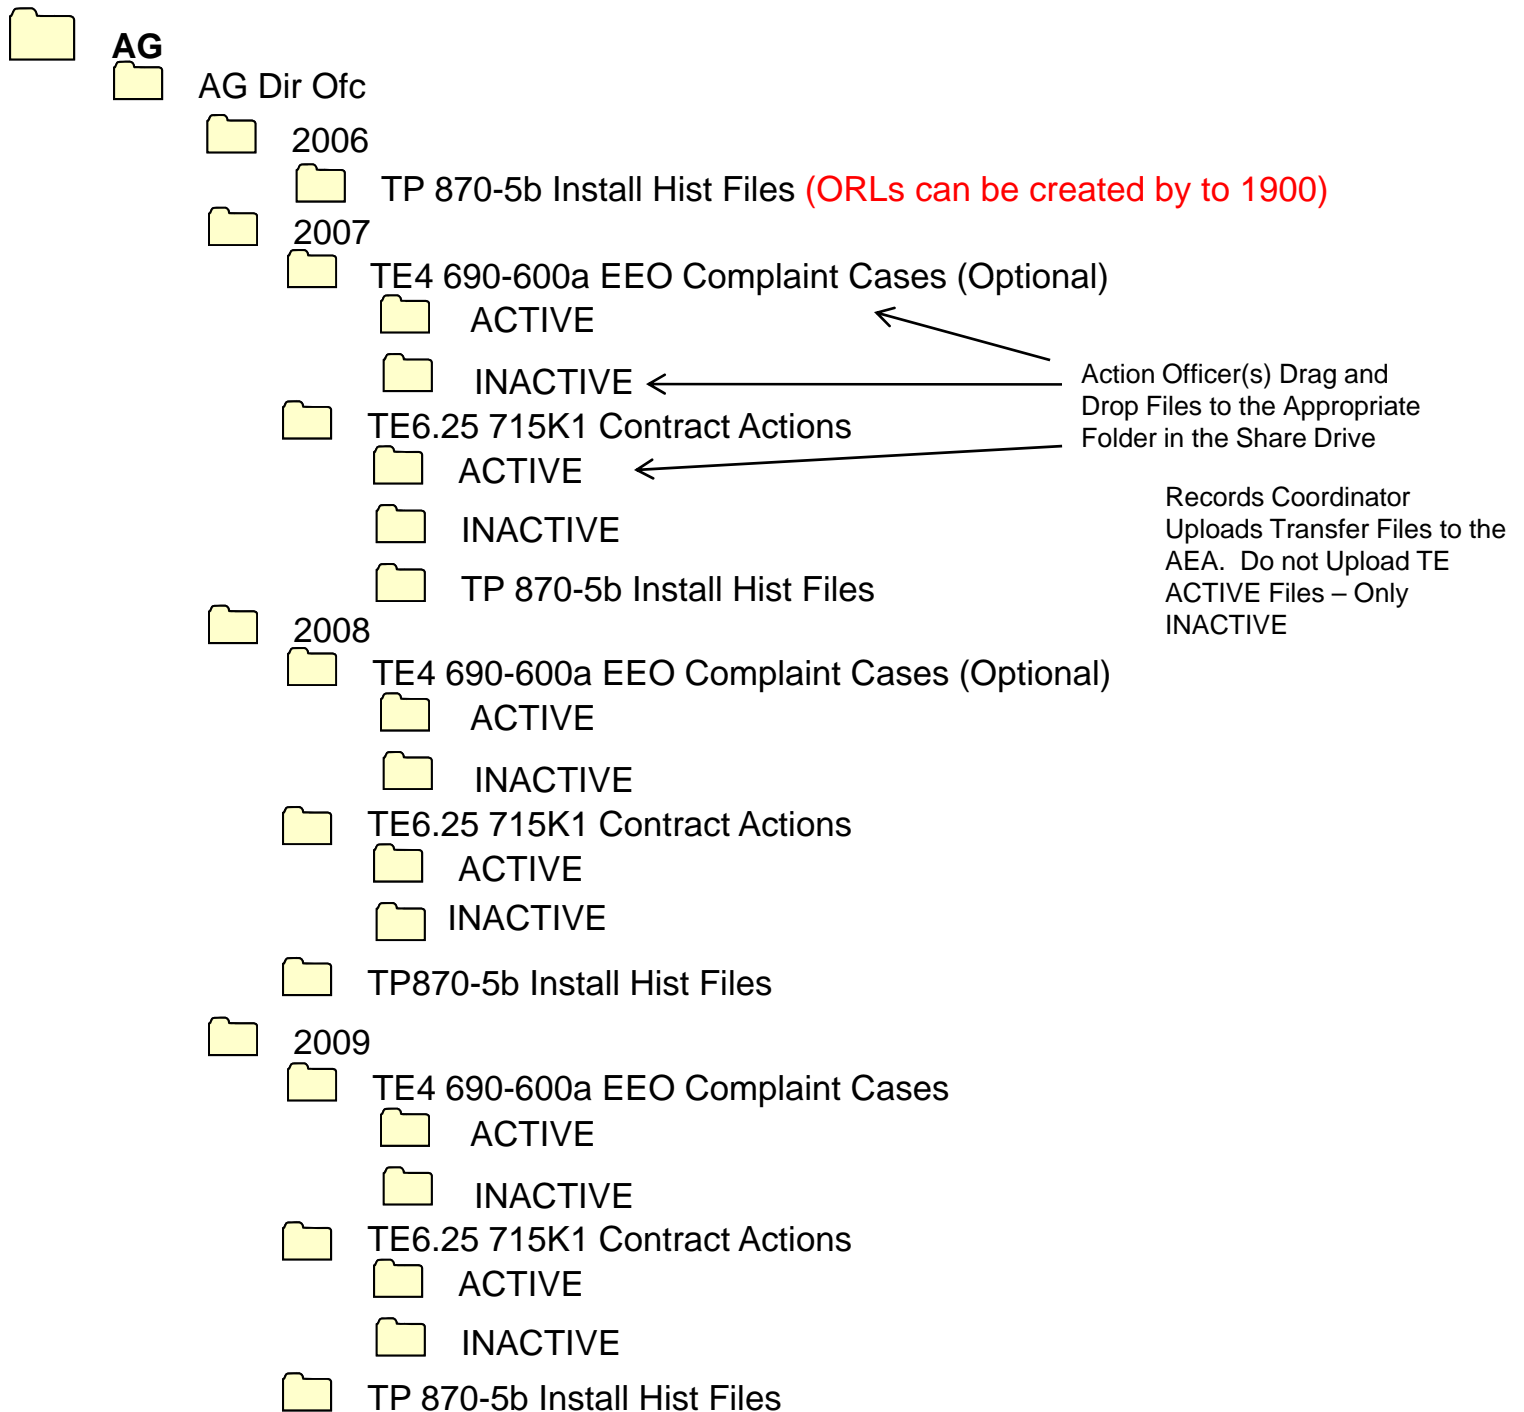 AG
AG Dir Ofc
2006
TP 870-5b Install Hist Files (ORLs can be created by to 1900)
2007
TE4 690-600a EEO Complaint Cases (Optional)
ACTIVE
INACTIVE
TE6.25 715K1 Contract Actions
ACTIVE
INACTIVE
TP 870-5b Install Hist Files
Action Officer(s) Drag and
Drop Files to the Appropriate
Folder in the Share Drive
Records Coordinator
Uploads Transfer Files to the
AEA.  Do not Upload TE
ACTIVE Files – Only
INACTIVE
2008
TE4 690-600a EEO Complaint Cases (Optional)
ACTIVE
INACTIVE
TE6.25 715K1 Contract Actions
ACTIVE
INACTIVE
TP870-5b Install Hist Files
2009
TE4 690-600a EEO Complaint Cases
ACTIVE
INACTIVE
TE6.25 715K1 Contract Actions
ACTIVE
INACTIVE
TP 870-5b Install Hist Files